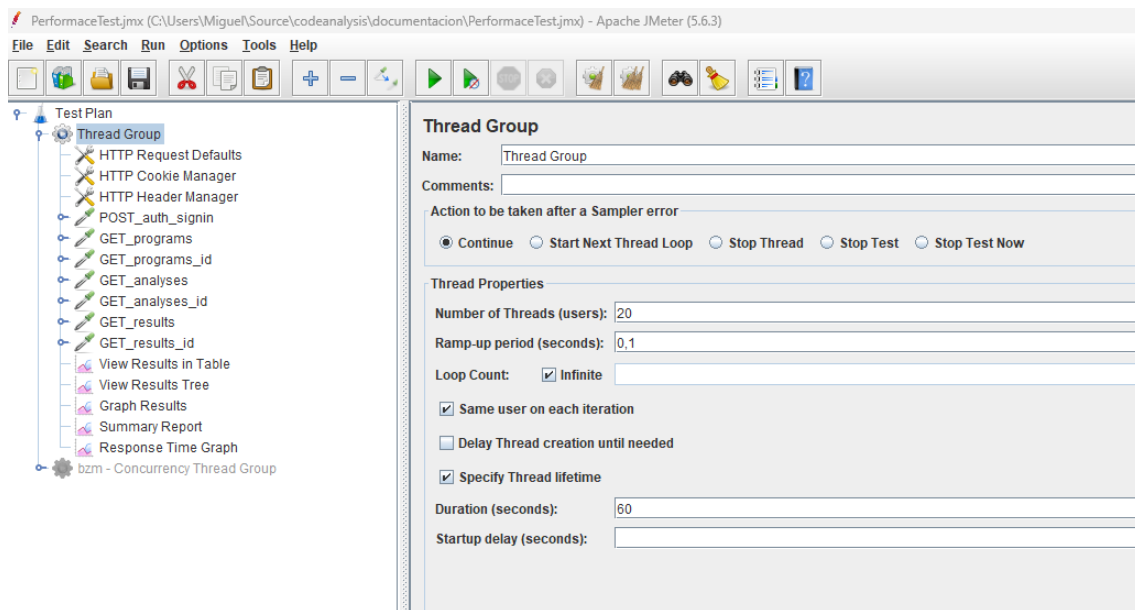 PerformaceTest.jmx (C:\Users\Miguel\Source\codeanalysis\documentacion\PerformaceTest.jmx) - Apache JMeter (5.6.3)
File Edit Search Run Options Tools Help
STOP
Test Plan
Thread Group
HTTP Request Defaults
HTTP Cookie Manager
HTTP Header Manager
POST_auth_signin
GET_programs
GET_programs_id
GET_analyses
GET_analyses_id
GET_results
GET_results_id
View Results in Table
View Results Tree
Graph Results
Summary Report
Response Time Graph
bzm - Concurrency Thread Group
Thread Group
Name: Thread Group
Comments:
Action to be taken after a Sampler error
Continue Start Next Thread Loop Stop Thread Stop Test Stop Test Now
Thread Properties
Number of Threads (users): 20
Ramp-up period (seconds): 0,1
Loop Count: Infinite
Same user on each iteration
Delay Thread creation until needed
Specify Thread lifetime
Duration (seconds): 60
Startup delay (seconds):